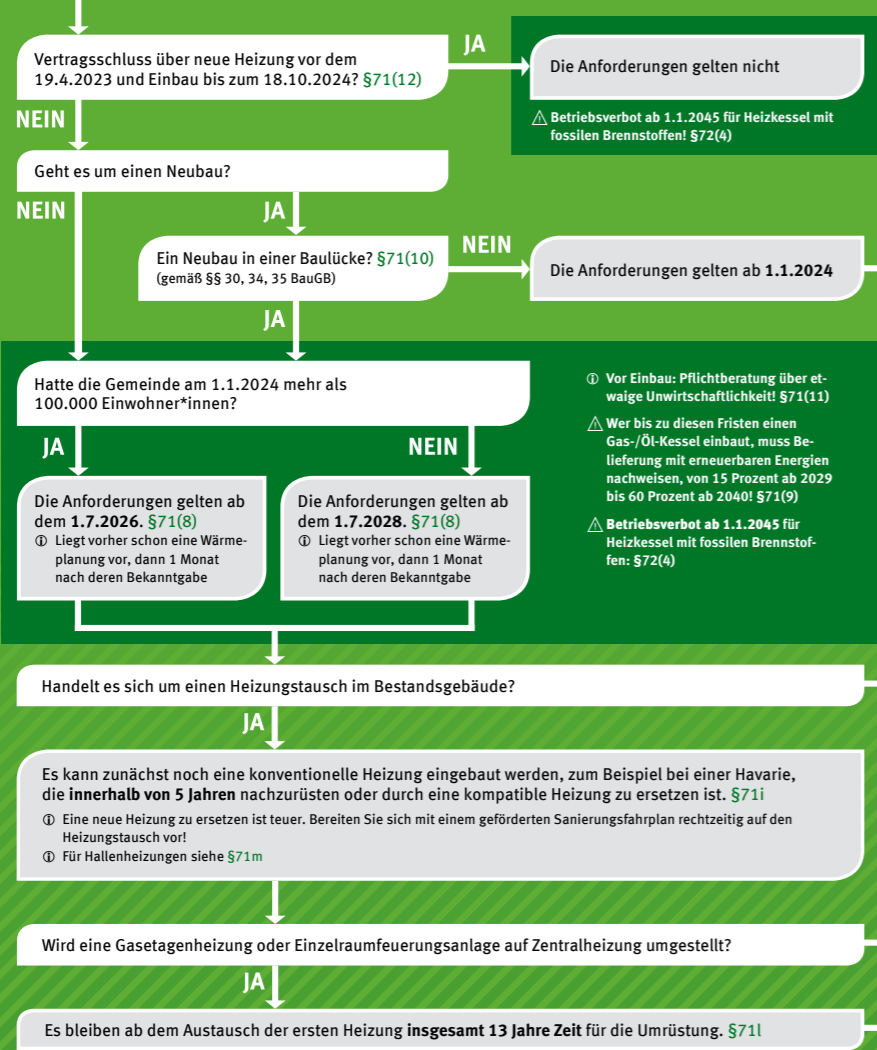 Vertragsschluss über neue Heizung vor dem
19.4.2023 und Einbau bis zum 18.10.2024? §71(12)
JA
Die Anforderungen gelten nicht
⚠ Betriebsverbot ab 1.1.2045 für Heizkessel mit
fossilen Brennstoffen! §72(4)
NEIN
Geht es um einen Neubau?
NEIN
JA
Ein Neubau in einer Baulücke? §71(10)
(gemäß §§ 30, 34, 35 BauGB)
NEIN
Die Anforderungen gelten ab 1.1.2024
JA
Hatte die Gemeinde am 1.1.2024 mehr als
100.000 Einwohner*innen?
JA
NEIN
Die Anforderungen gelten ab
dem 1.7.2026. §71(8)
ⓘ Liegt vorher schon eine Wärme-
planung vor, dann 1 Monat
nach deren Bekanntgabe
Die Anforderungen gelten ab
dem 1.7.2028. §71(8)
ⓘ Liegt vorher schon eine Wärme-
planung vor, dann 1 Monat
nach deren Bekanntgabe
ⓘ Vor Einbau: Pflichtberatung über et-
waige Unwirtschaftlichkeit! §71(11)
⚠ Wer bis zu diesen Fristen einen
Gas-/Öl-Kessel einbaut, muss Be-
lieferung mit erneuerbaren Energien
nachweisen, von 15 Prozent ab 2029
bis 60 Prozent ab 2040! §71(9)
⚠ Betriebsverbot ab 1.1.2045 für
Heizkessel mit fossilen Brennstof-
fen: §72(4)
Handelt es sich um einen Heizungstausch im Bestandsgebäude?
JA
Es kann zunächst noch eine konventionelle Heizung eingebaut werden, zum Beispiel bei einer Havarie,
die innerhalb von 5 Jahren nachzurüsten oder durch eine kompatible Heizung zu ersetzen ist. §71i
ⓘ Eine neue Heizung zu ersetzen ist teuer. Bereiten Sie sich mit einem geförderten Sanierungsfahrplan rechtzeitig auf den
Heizungstausch vor!
ⓘ Für Hallenheizungen siehe §71m
Wird eine Gasetagenheizung oder Einzelraumfeuerungsanlage auf Zentralheizung umgestellt?
JA
Es bleiben ab dem Austausch der ersten Heizung insgesamt 13 Jahre Zeit für die Umrüstung. §71l